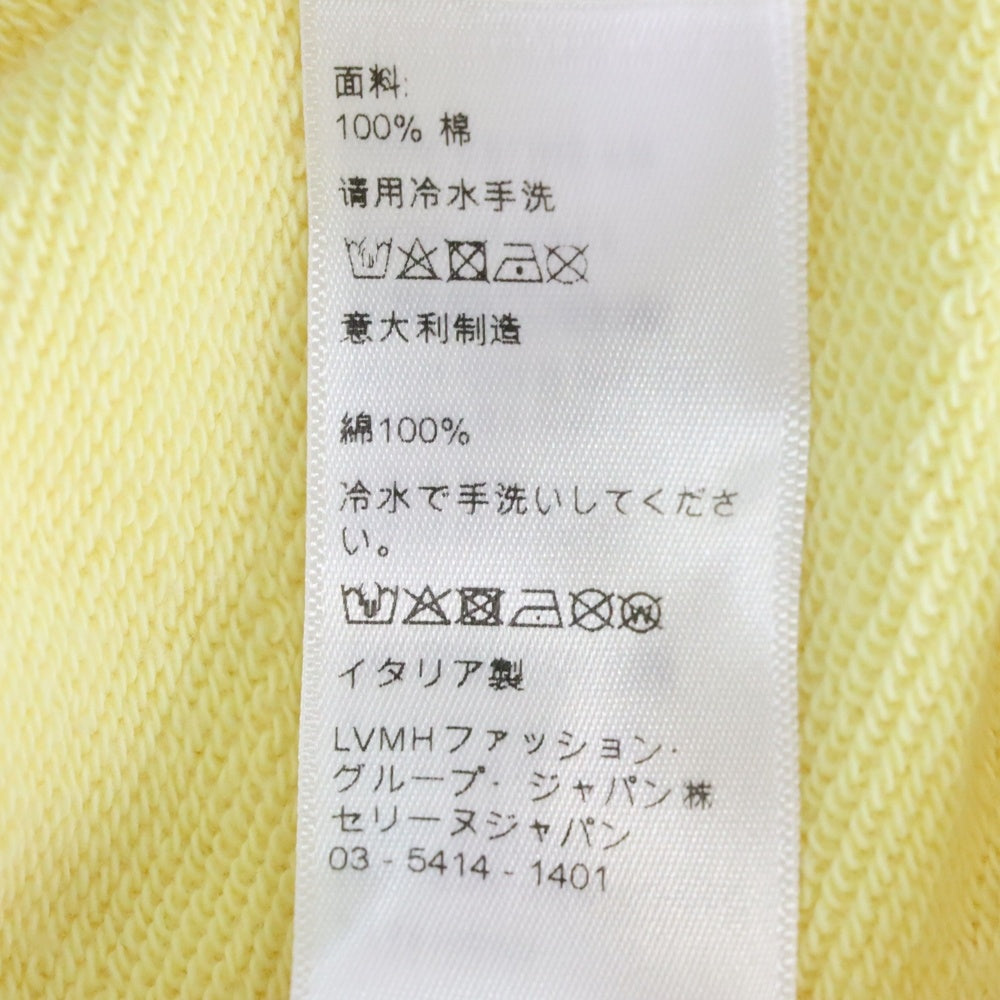 面料:
100% 棉
请用冷水手洗
意大利制造
綿100%
冷水で手洗いしてくださ
い。
W
イタリア製
LVMHファッション·
グループ· ジャパン株
セリーヌジャパン
03 - 5414 - 1401